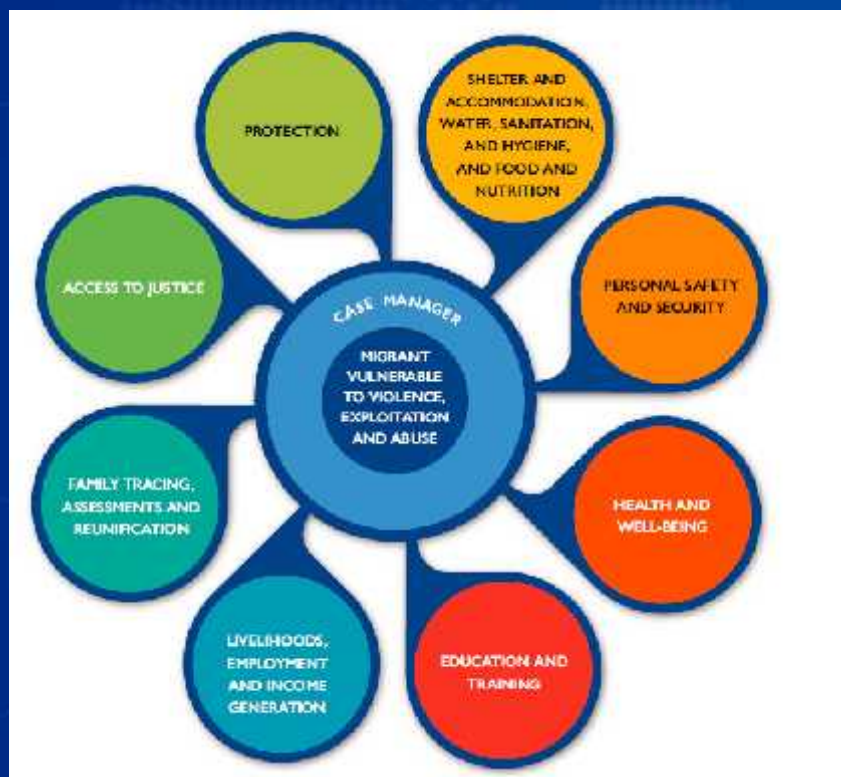 PROTECTION
SHELTER AND
ACCOMMODATION,
WATER, SANITATION,
AND HYGIENE,
AND FOOD AND
NUTRITION
PERSONAL SAFETY
AND SECURITY
HEALTH AND
WELL-BEING
EDUCATION AND
TRAINING
LIVELIHOODS,
EMPLOYMENT
AND INCOME
GENERATION
FAMILY TRACING,
ASSESSMENTS AND
REUNIFICATION
ACCESS TO JUSTICE
CASE MANAGER
MIGRANT
VULNERABLE
TO VIOLENCE,
EXPLOITATION
AND ABUSE